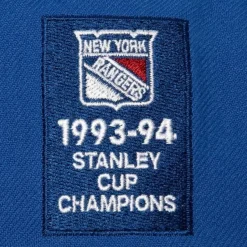 NEW YORK
RANGERS
1993-94
STANLEY
CUP
CHAMPIONS